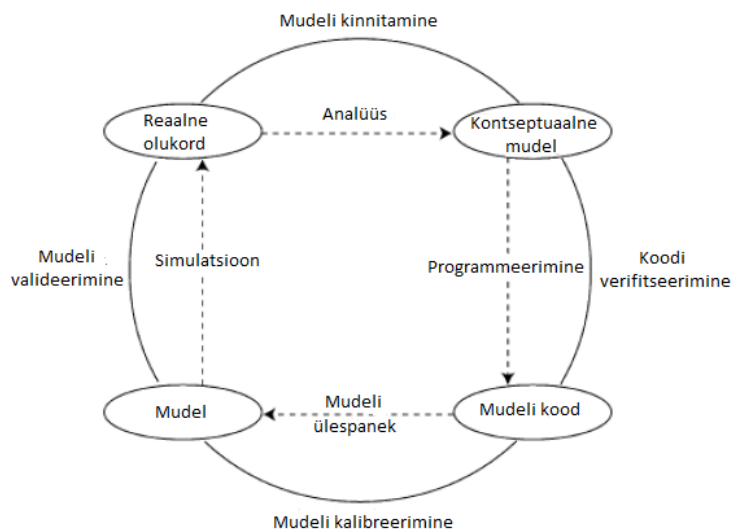 Mudeli kinnitamine
Reaalne
olukord
Analüüs
Kontseptuaalne
mudel
Mudeli
valideerimine
Simulatsioon
Programmeerimine
Koodi
verifitseerimine
Mudel
Mudeli
ülespanek
Mudeli kood
Mudeli kalibreerimine